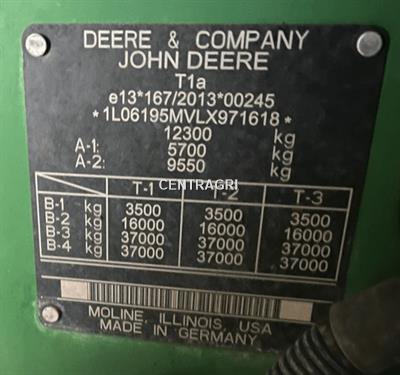 DEERE & COMPANY
JOHN DEERE
T1a
e13*167/2013*00245
*1L06195MVLX971618*
12300 kg
A-1: 5700 kg
A-2: 9550 kg
CENTRAGRI
T-1 T-2 T-3
B-1 kg 3500 3500 3500
B-2 kg 16000 16000 16000
B-3 kg 37000 37000 37000
B-4 kg 37000 37000 37000
MOLINE, ILLINOIS, USA
MADE IN GERMANY